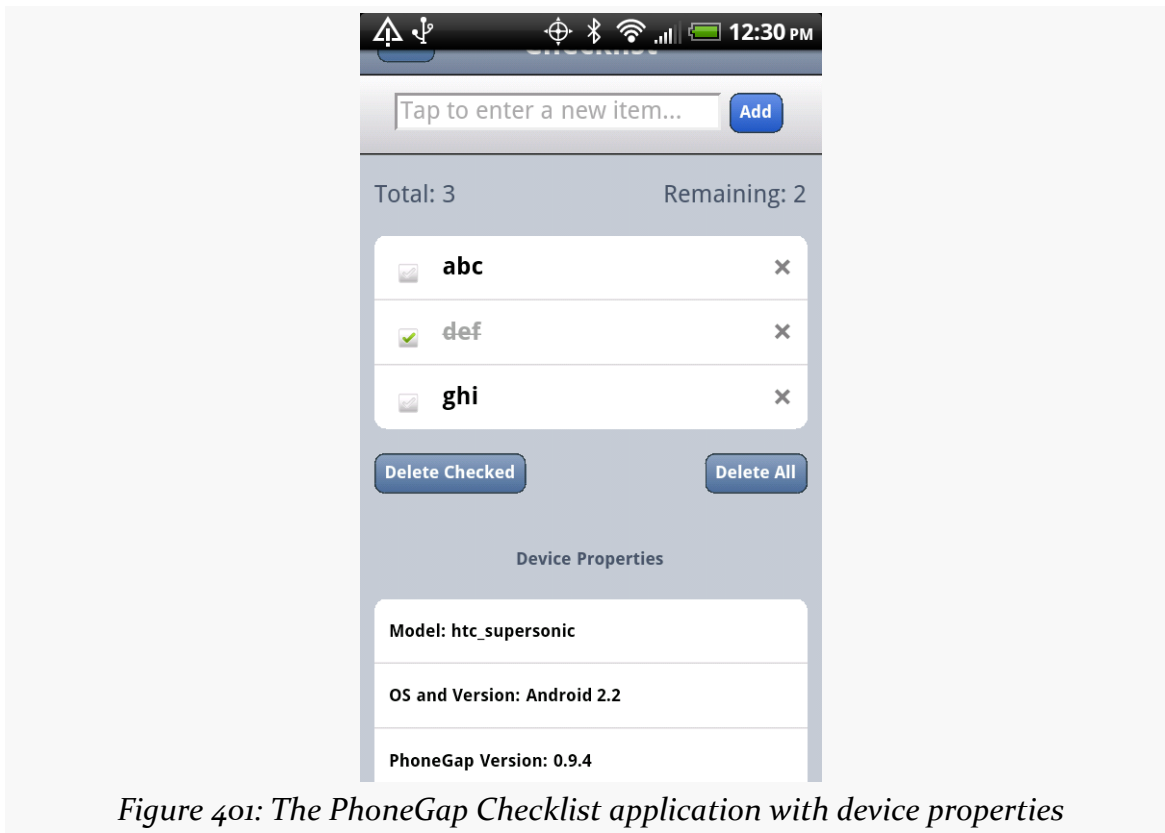 12:30 PM
Checklist
Tap to enter a new item...
Add
Total: 3
Remaining: 2
abc
def
ghi
Delete Checked
Delete All
Device Properties
Model: htc_supersonic
OS and Version: Android 2.2
PhoneGap Version: 0.9.4
Figure 401: The PhoneGap Checklist application with device properties